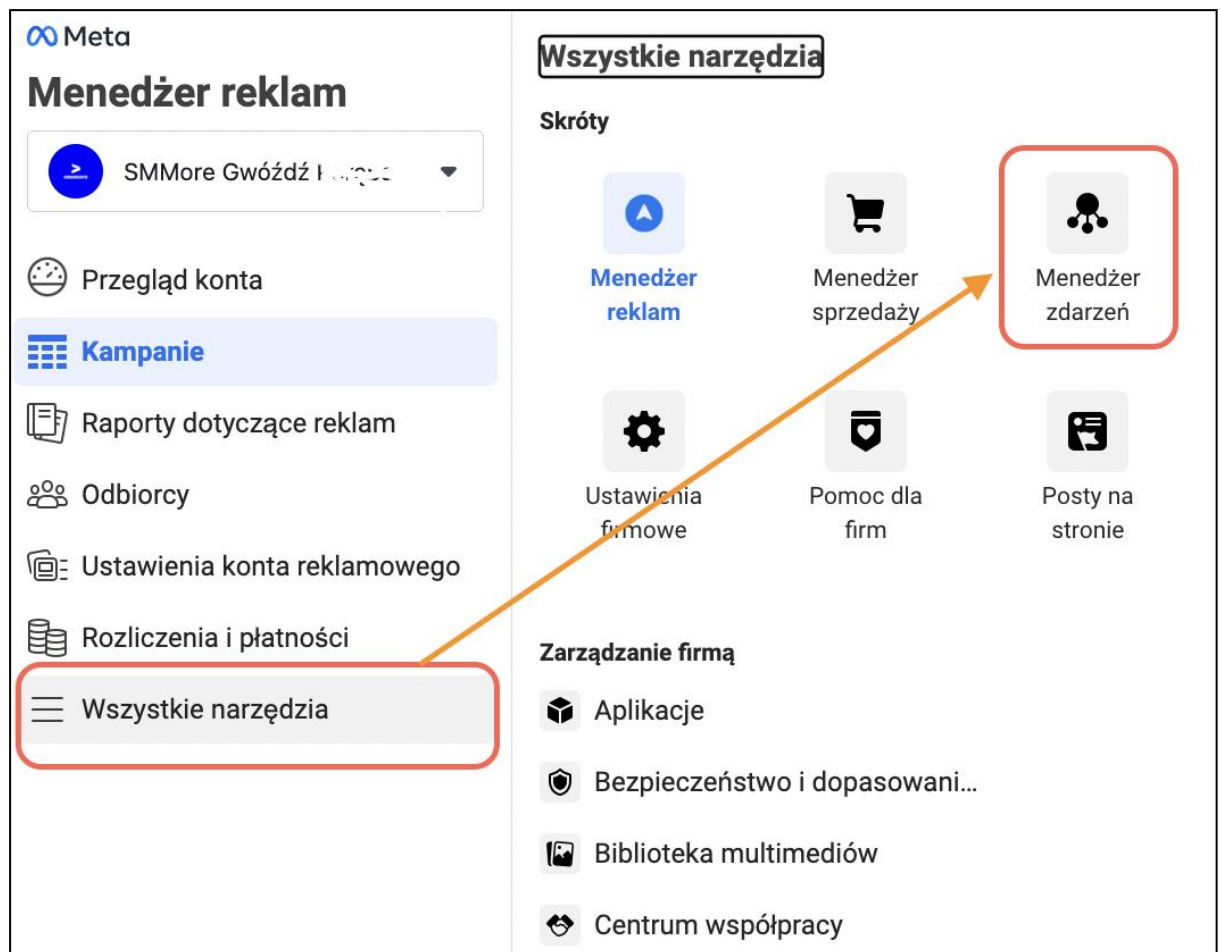 Meta
Menedżer reklam
SMMore Gwóźdź
Przegląd konta
Kampanie
Raporty dotyczące reklam
Odbiorcy
Ustawienia konta reklamowego
Rozliczenia i płatności
Wszystkie narzędzia
Wszystkie narzędzia
Skróty
Menedżer
reklam
Menedżer
sprzedaży
Menedżer
zdarzeń
Ustawienia
firmowe
Pomoc dla
firm
Posty na
stronie
Zarządzanie firmą
Aplikacje
Bezpieczeństwo i dopasowani...
Biblioteka multimediów
Centrum współpracy